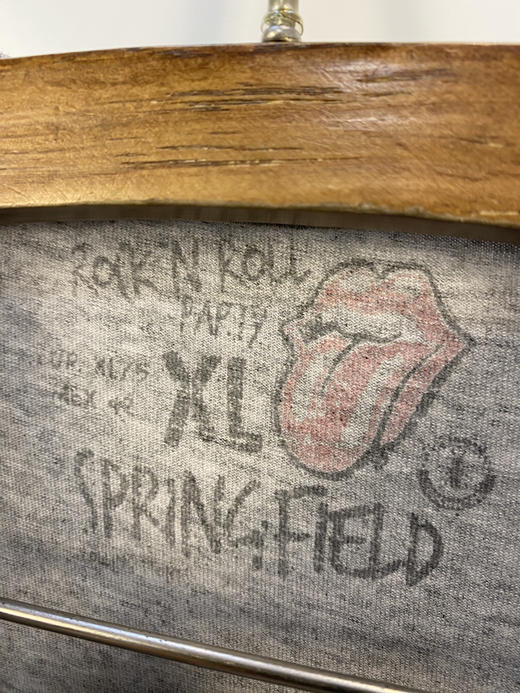 ROCK'N ROLL
PARTY
EUR. XL/5
MEX 42
XL
SPRINGFIELD